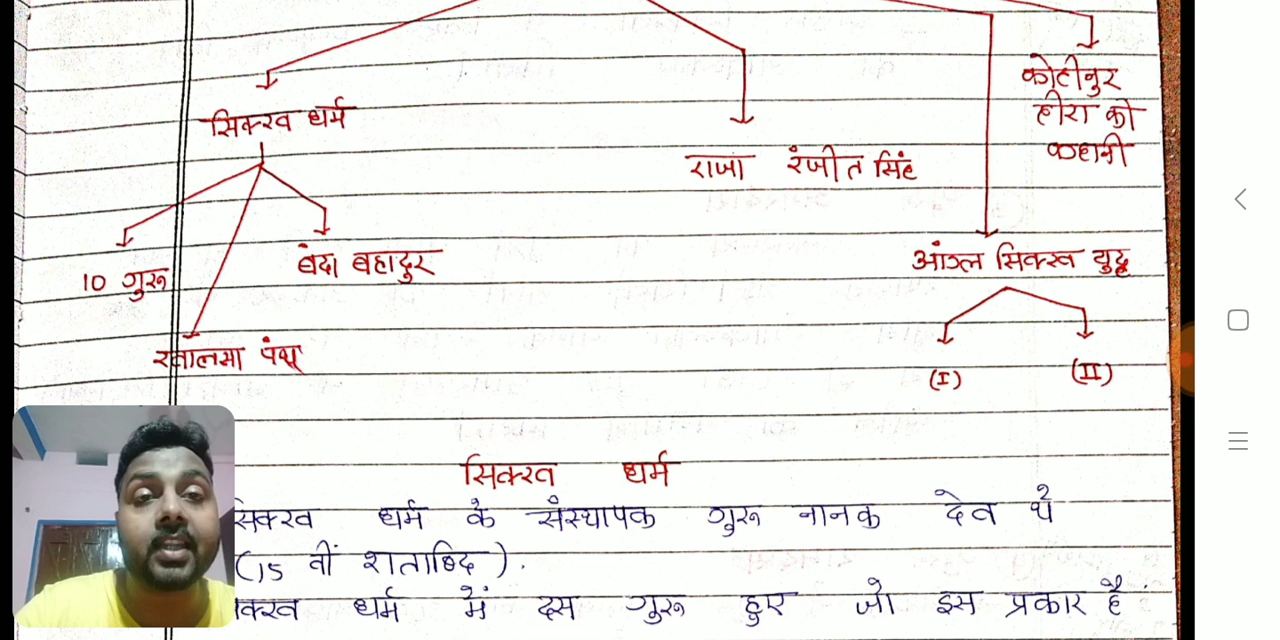 कोहीनुर
हीरा की
कहानी
सिक्ख धर्म
राजा रंजीत सिंह
10 गुरू
बंदा बहादुर
आंग्ल सिक्ख युद्ध
खालसा पंथ
(I)
(II)
सिक्ख धर्म
सिक्ख धर्म के संस्थापक गुरू नानक देव थे
(15 वीं शताब्दि).
क्ख धर्म में दस गुरू हुए जो इस प्रकार है